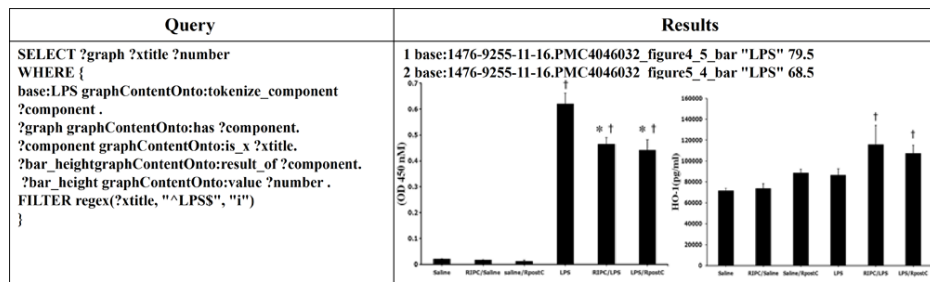 Query
SELECT ?graph ?xtitle ?number
WHERE {
base:LPS graphContentOnto:tokenize_component
?component .
?graph graphContentOnto:has ?component.
?component graphContentOnto:is_x ?xtitle.
?bar_heightgraphContentOnto:result_of ?component.
?bar_height graphContentOnto:value ?number .
FILTER regex(?xtitle, "^LPS$", "i")
}
Results
1 base:1476-9255-11-16.PMC4046032_figure4_5_bar "LPS" 79.5
2 base:1476-9255-11-16.PMC4046032_figure5_4_bar "LPS" 68.5
(OD 450 nM)
0.7
0.6
0.5
0.4
0.3
0.2
0.1
0
†
* †
* †
Saline RIPC/Saline saline/RpostC LPS RIPC/LPS LPS/RpostC
HO-1(pg/ml)
160000
140000
120000
100000
80000
60000
40000
20000
0
†
†
Saline RIPC/Saline Saline/RpostC LPS RIPC/LPS LPS/RpostC